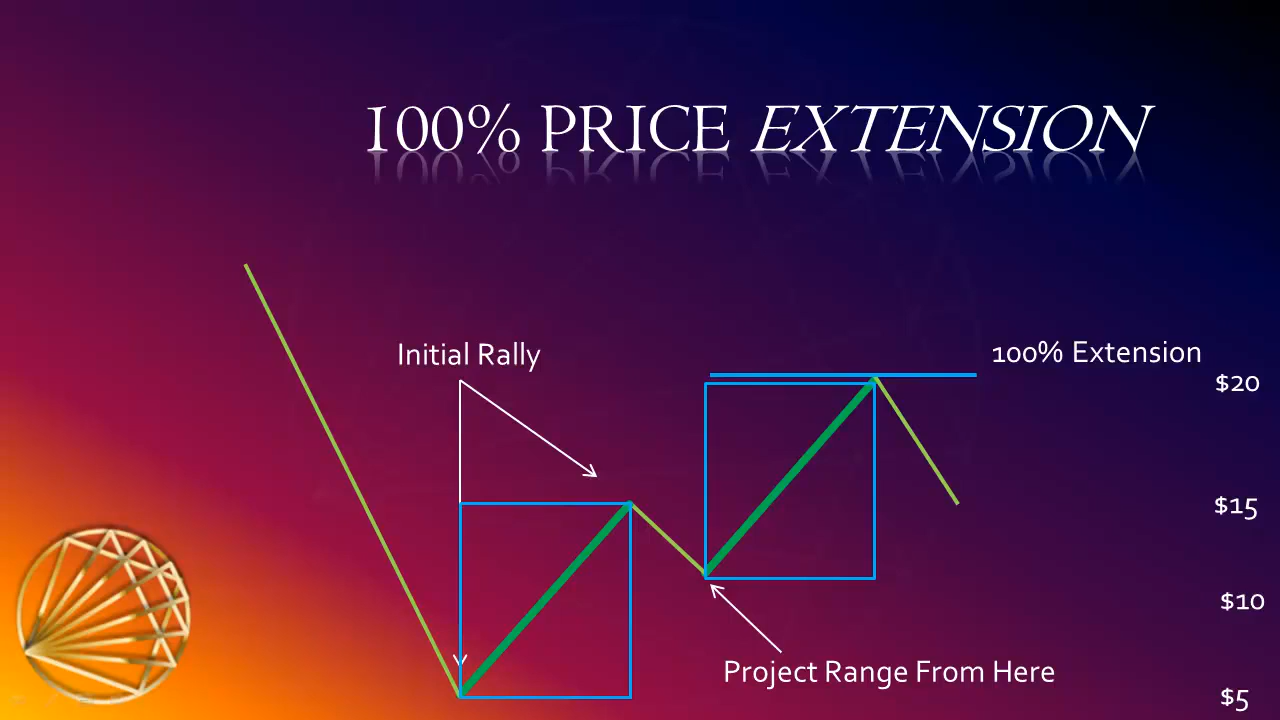 100% PRICE EXTENSION
Initial Rally
100% Extension
$20
$15
$10
Project Range From Here
$5